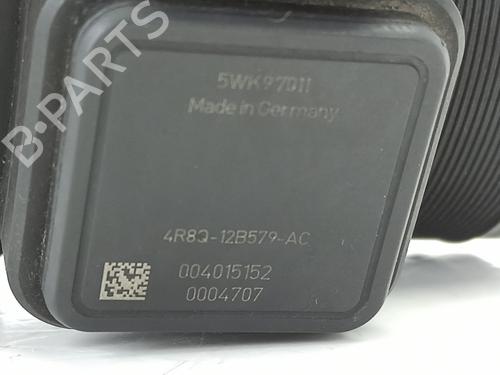 B-PARTS
5WK97011
Made in Germany
4R8Q-12B579-AC
004015152
0004707